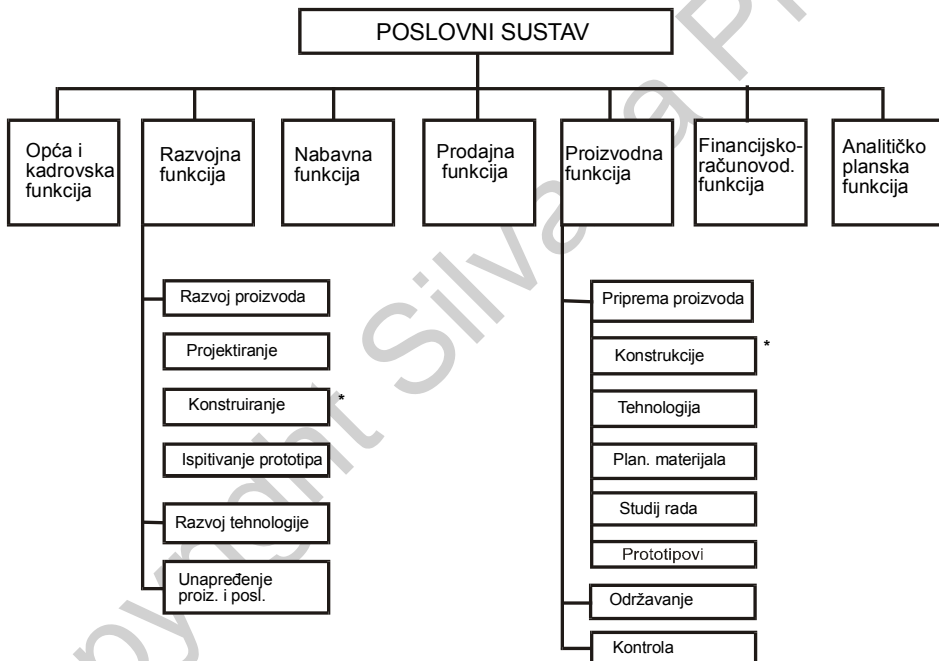 POSLOVNI SUSTAV
Opća i
kadrovska
funkcija
Razvojna
funkcija
Nabavna
funkcija
Prodajna
funkcija
Proizvodna
funkcija
Financijsko-
računovod.
funkcija
Analitičko
planska
funkcija
Razvoj proizvoda
Projektiranje
Konstruiranje *
Ispitivanje prototipa
Razvoj tehnologije
Unapređenje
proiz. i posl.
Priprema proizvoda
Konstrukcije *
Tehnologija
Plan. materijala
Studij rada
Prototipovi
Održavanje
Kontrola